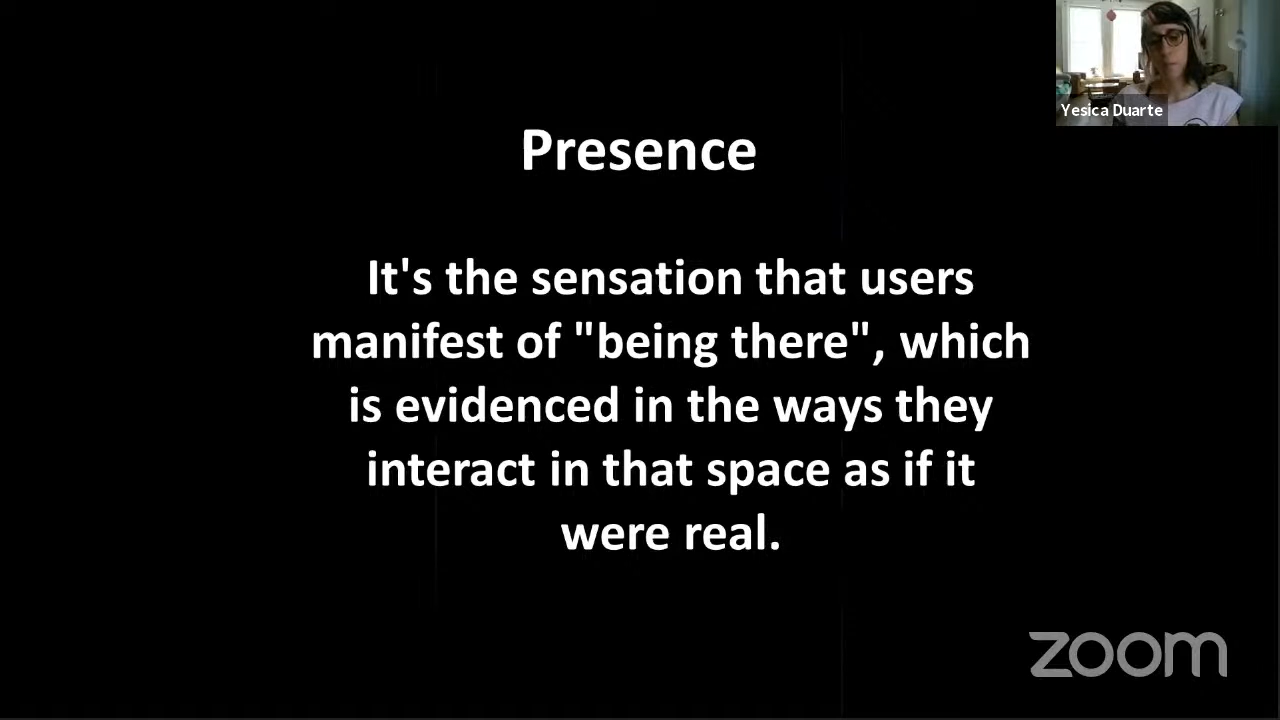 Yesica Duarte
Presence
It's the sensation that users
manifest of "being there", which
is evidenced in the ways they
interact in that space as if it
were real.
zoom